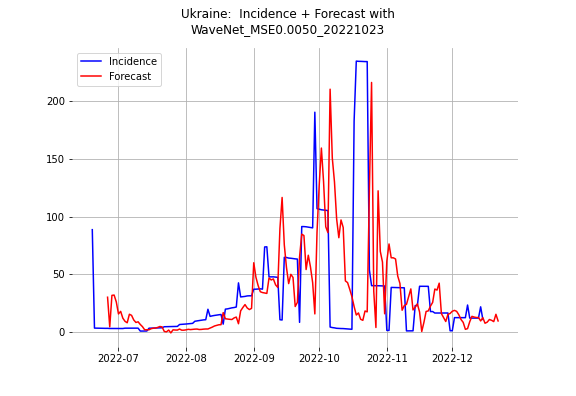 Ukraine:  Incidence + Forecast with
WaveNet_MSE0.0050_20221023
Incidence
Forecast
200
150
100
50
0
2022-07 2022-08 2022-09 2022-10 2022-11 2022-12